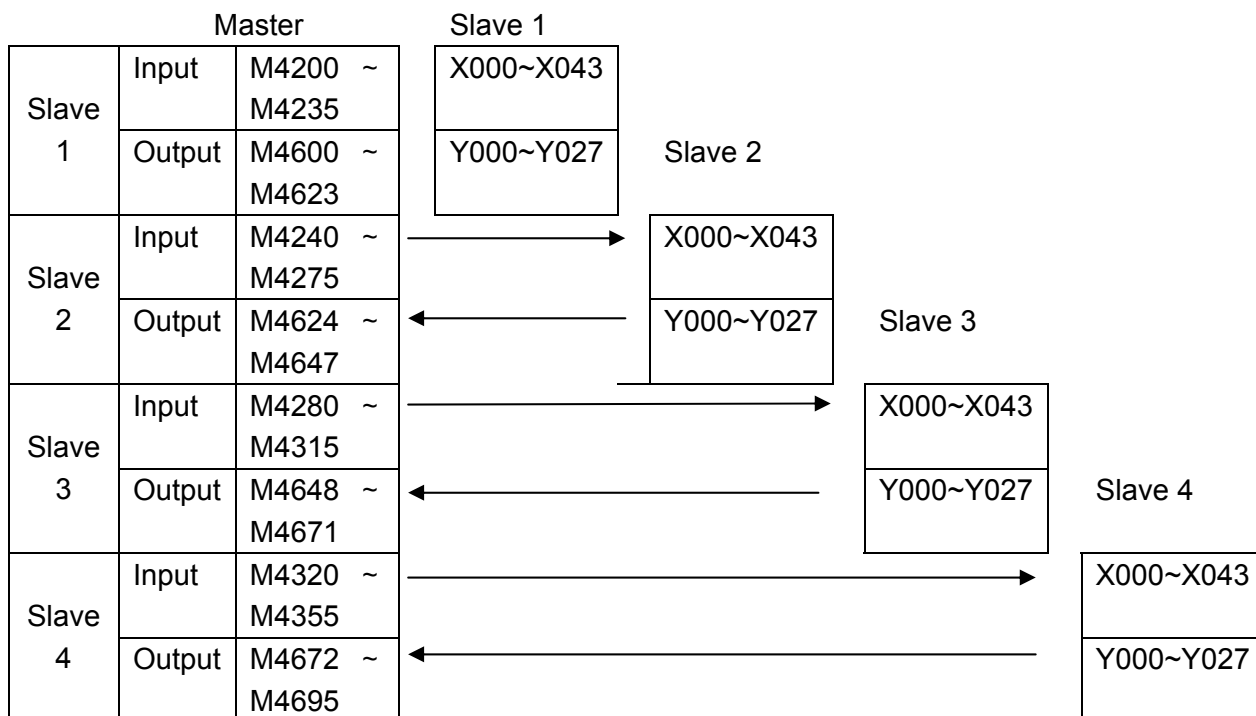 Master Slave 1
Input M4200 ~ X000~X043
Slave M4235
1 Output M4600 ~ Y000~Y027 Slave 2
M4623
Input M4240 ~ X000~X043
Slave M4275
2 Output M4624 ~ Y000~Y027 Slave 3
M4647
Input M4280 ~ X000~X043
Slave M4315
3 Output M4648 ~ Y000~Y027 Slave 4
M4671
Input M4320 ~ X000~X043
Slave M4355
4 Output M4672 ~ Y000~Y027
M4695